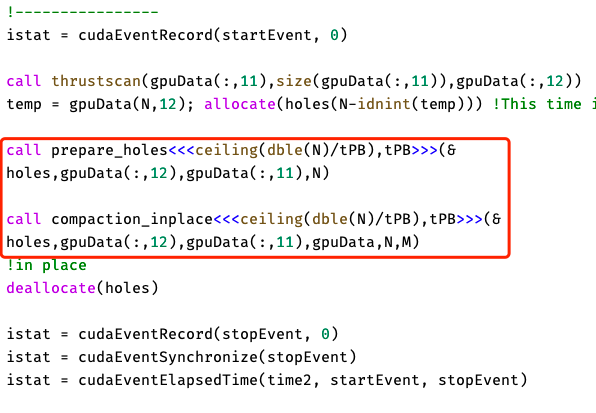 !----------------
istat = cudaEventRecord(startEvent, 0)
call thrustscan(gpuData(:,11),size(gpuData(:,11)),gpuData(:,12))
temp = gpuData(N,12); allocate(holes(N-idnint(temp))) !This time i
call prepare_holes<<<ceiling(dble(N)/tPB),tPB>>>(&
holes,gpuData(:,12),gpuData(:,11),N)
call compaction_inplace<<<ceiling(dble(N)/tPB),tPB>>>(&
holes,gpuData(:,12),gpuData(:,11),gpuData,N,M)
!in place
deallocate(holes)
istat = cudaEventRecord(stopEvent, 0)
istat = cudaEventSynchronize(stopEvent)
istat = cudaEventElapsedTime(time2, startEvent, stopEvent)